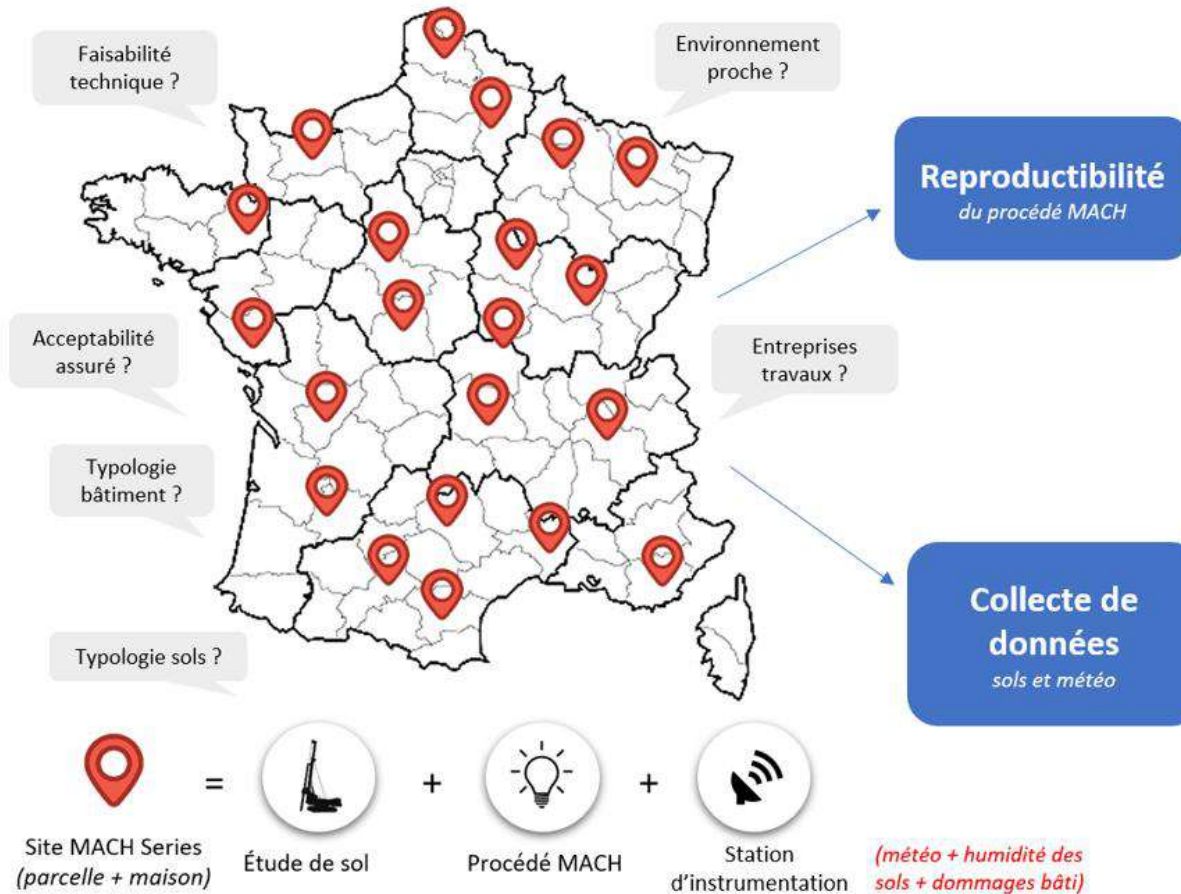 Faisabilité
technique ?
Environnement
proche ?
Reproductibilité
du procédé MACH
Acceptabilité
assuré ?
Entreprises
travaux ?
Typologie
bâtiment ?
Collecte de
données
sols et météo
Typologie sols ?
=
+
+
Site MACH Series
(parcelle + maison)
Étude de sol
Procédé MACH
Station
d'instrumentation
(météo + humidité des
sols + dommages bâti)